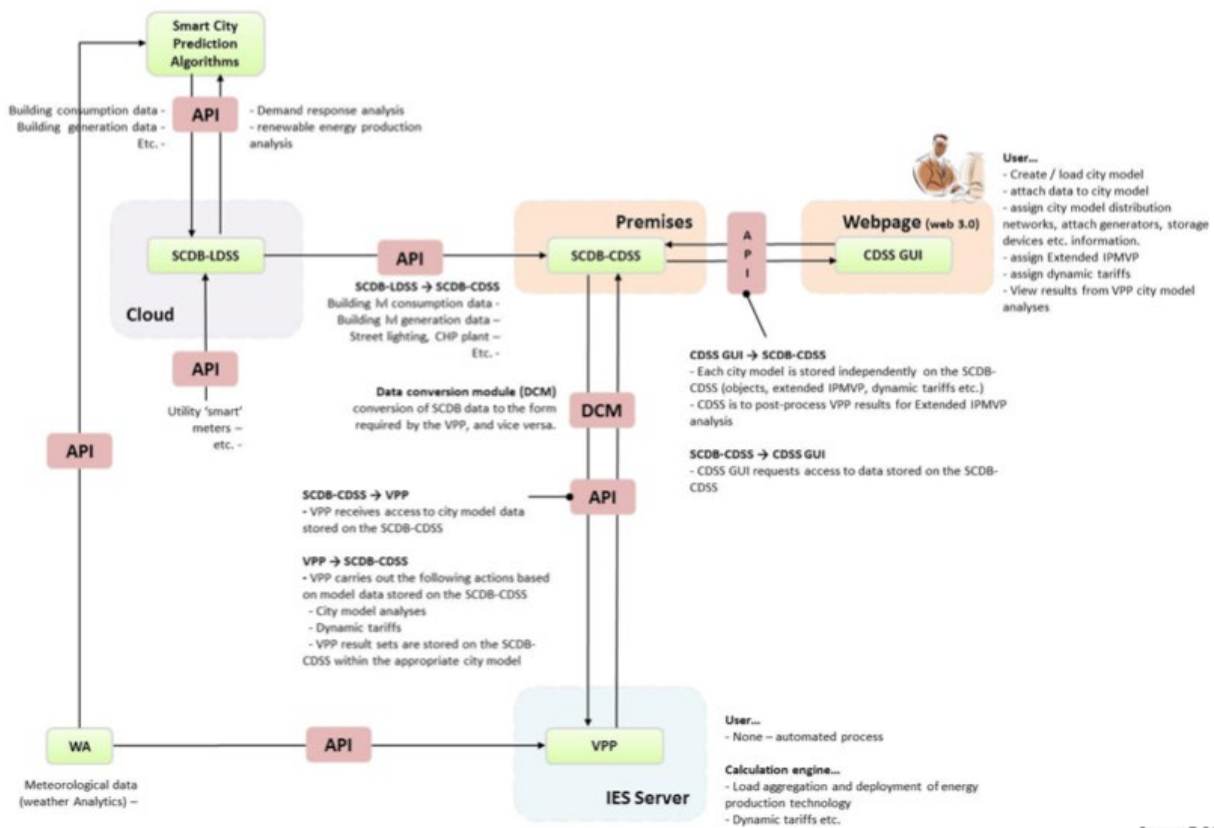 Smart City
Prediction
Algorithms
Building consumption data -
Building generation data -
Etc. -
API
- Demand response analysis
- renewable energy production
analysis
User...
- Create / load city model
- attach data to city model
- assign city model distribution
networks, attach generators, storage
devices etc. information.
- assign Extended IPMVP
- assign dynamic tariffs
- View results from VPP city model
analyses
Premises
Webpage (web 3.0)
SCDB-LDSS
API
SCDB-CDSS
A
P
I
CDSS GUI
Cloud
SCDB-LDSS → SCDB-CDSS
Building lvl consumption data -
Building lvl generation data –
Street lighting, CHP plant –
Etc. -
API
Utility 'smart'
meters –
etc. -
CDSS GUI → SCDB-CDSS
- Each city model is stored independently on the SCDB-
CDSS (objects, extended IPMVP, dynamic tariffs etc.)
- CDSS is to post-process VPP results for Extended IPMVP
analysis
Data conversion module (DCM)
conversion of SCDB data to the form
required by the VPP, and vice versa.
DCM
API
SCDB-CDSS → CDSS GUI
- CDSS GUI requests access to data stored on the SCDB-
CDSS
SCDB-CDSS → VPP
- VPP receives access to city model data
stored on the SCDB-CDSS
API
VPP → SCDB-CDSS
- VPP carries out the following actions based
on model data stored on the SCDB-CDSS
- City model analyses
- Dynamic tariffs
- VPP result sets are stored on the SCDB-
CDSS within the appropriate city model
WA
API
VPP
IES Server
Meteorological data
(weather Analytics) –
User...
- None – automated process
Calculation engine...
- Load aggregation and deployment of energy
production technology
- Dynamic tariffs etc.